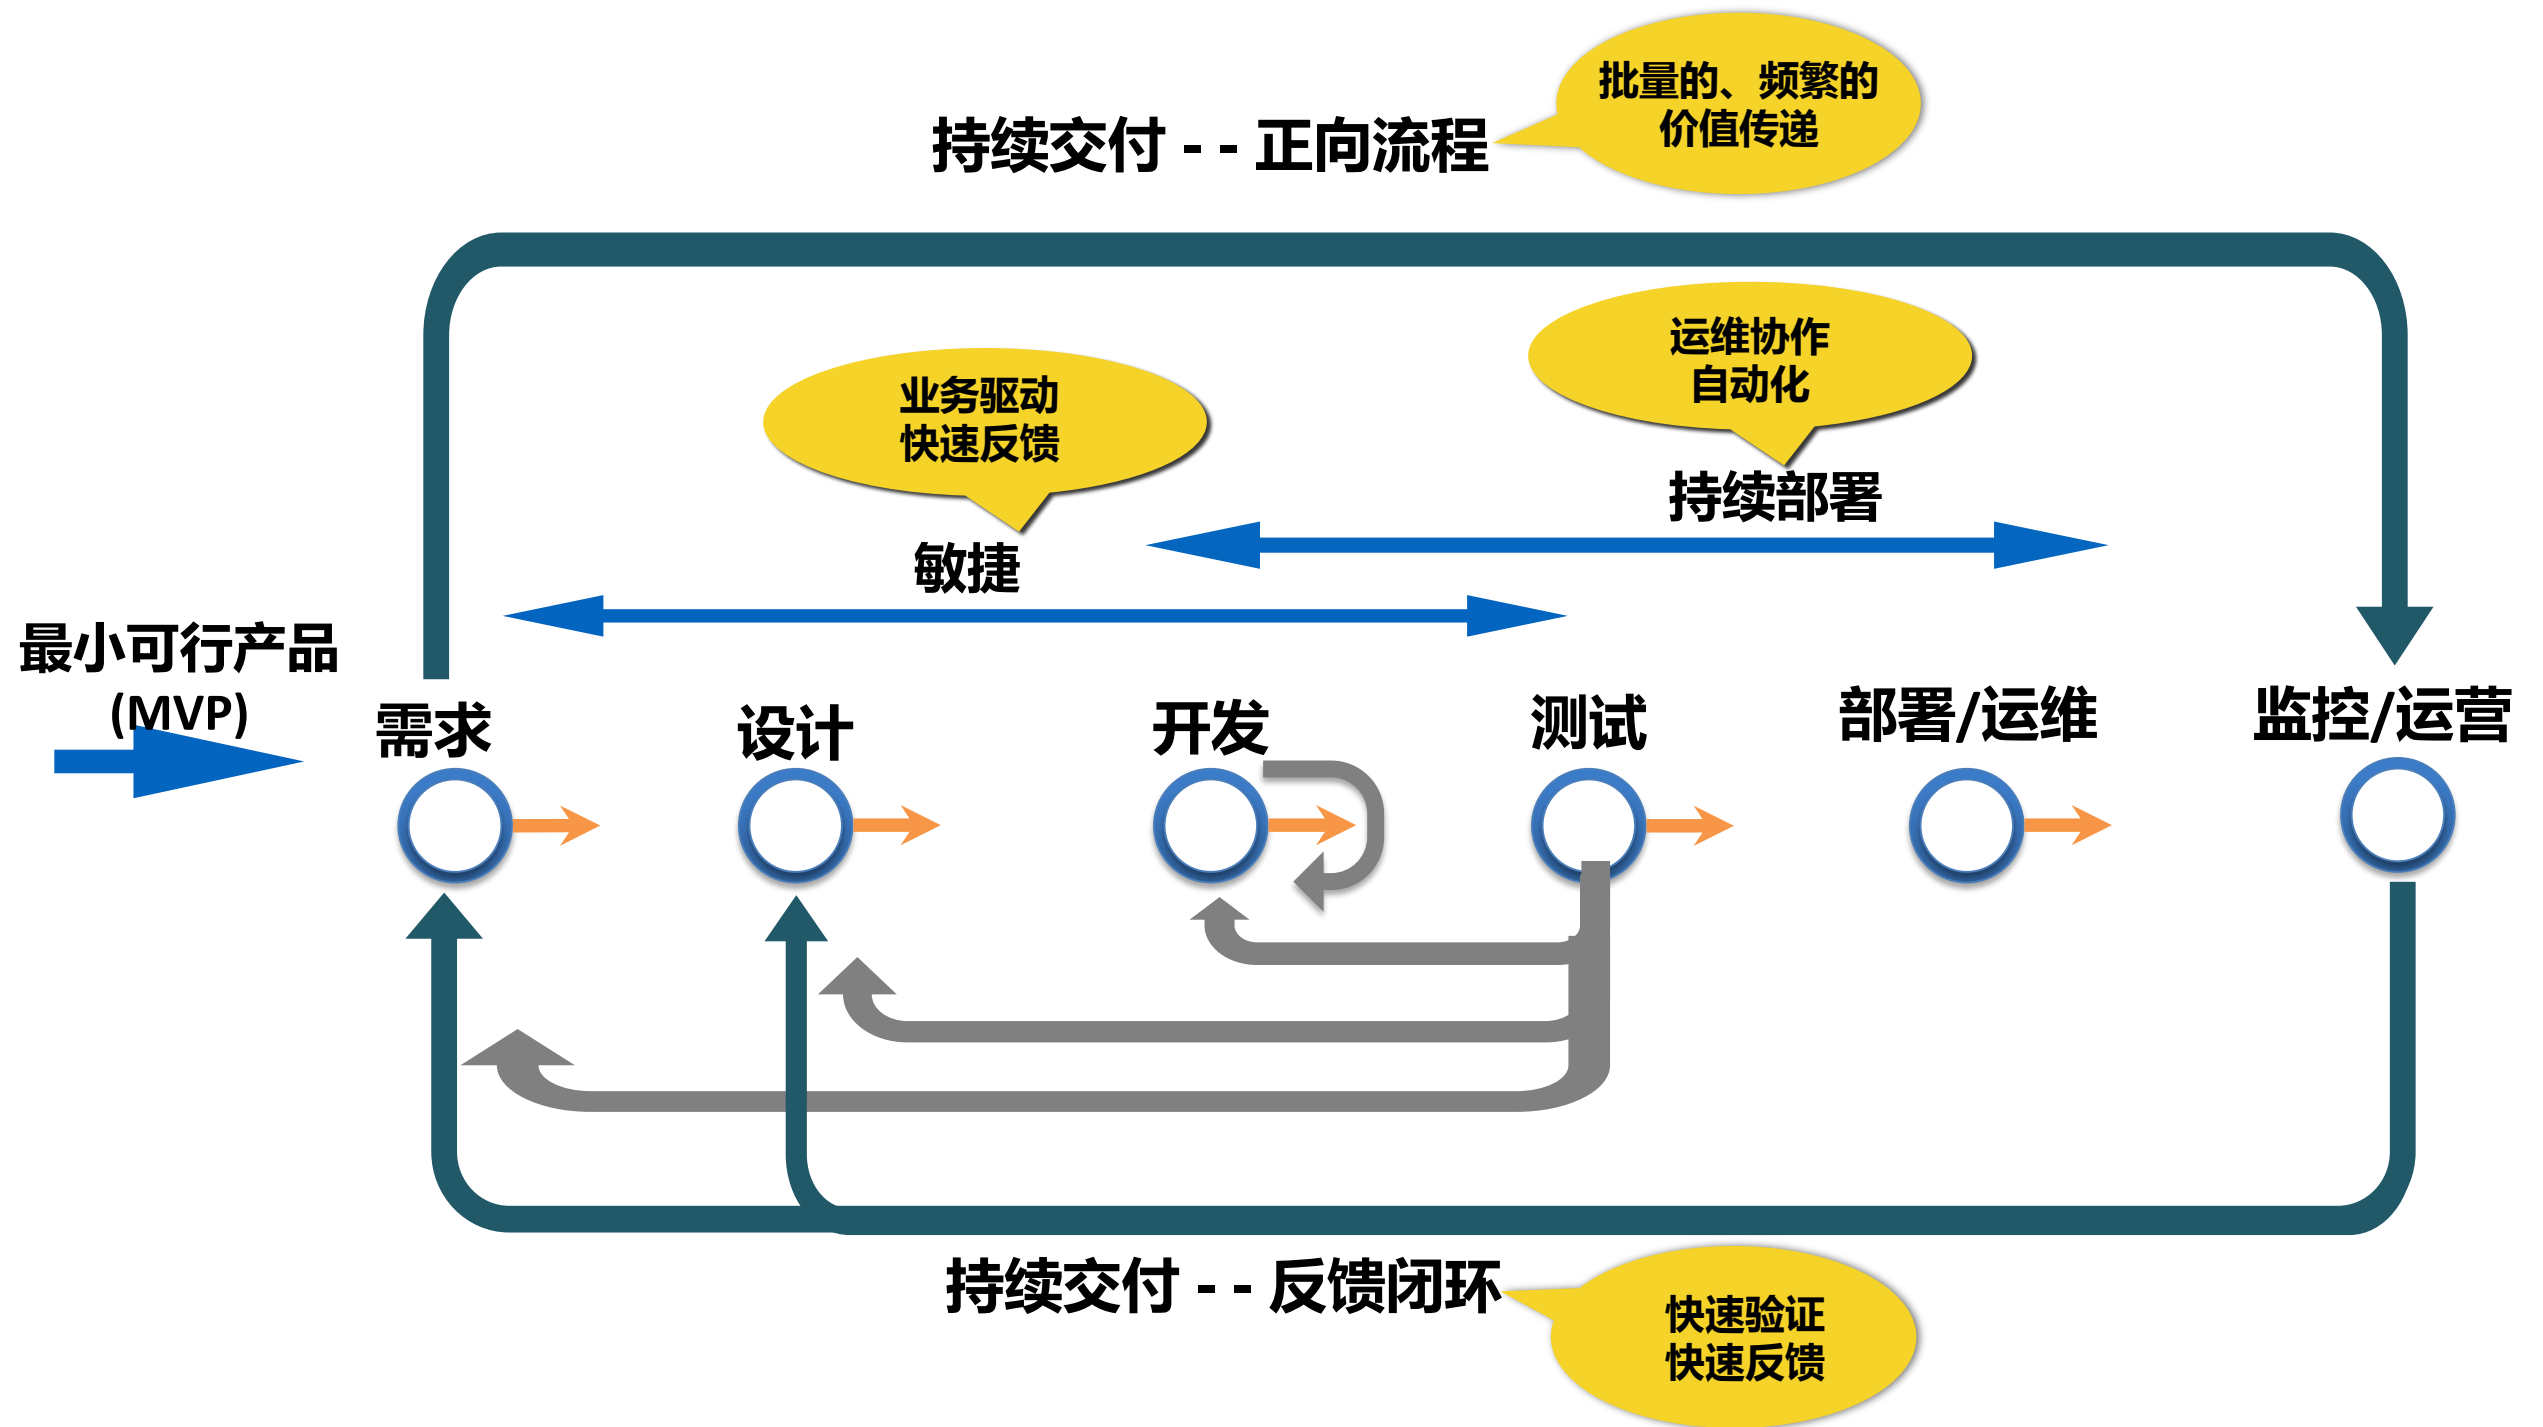 批量的、频繁的
价值传递
持续交付 - - 正向流程
运维协作
自动化
业务驱动
快速反馈
持续部署
敏捷
最小可行产品
(MVP)
需求
设计
开发
测试
部署/运维
监控/运营
持续交付 - - 反馈闭环
快速验证
快速反馈